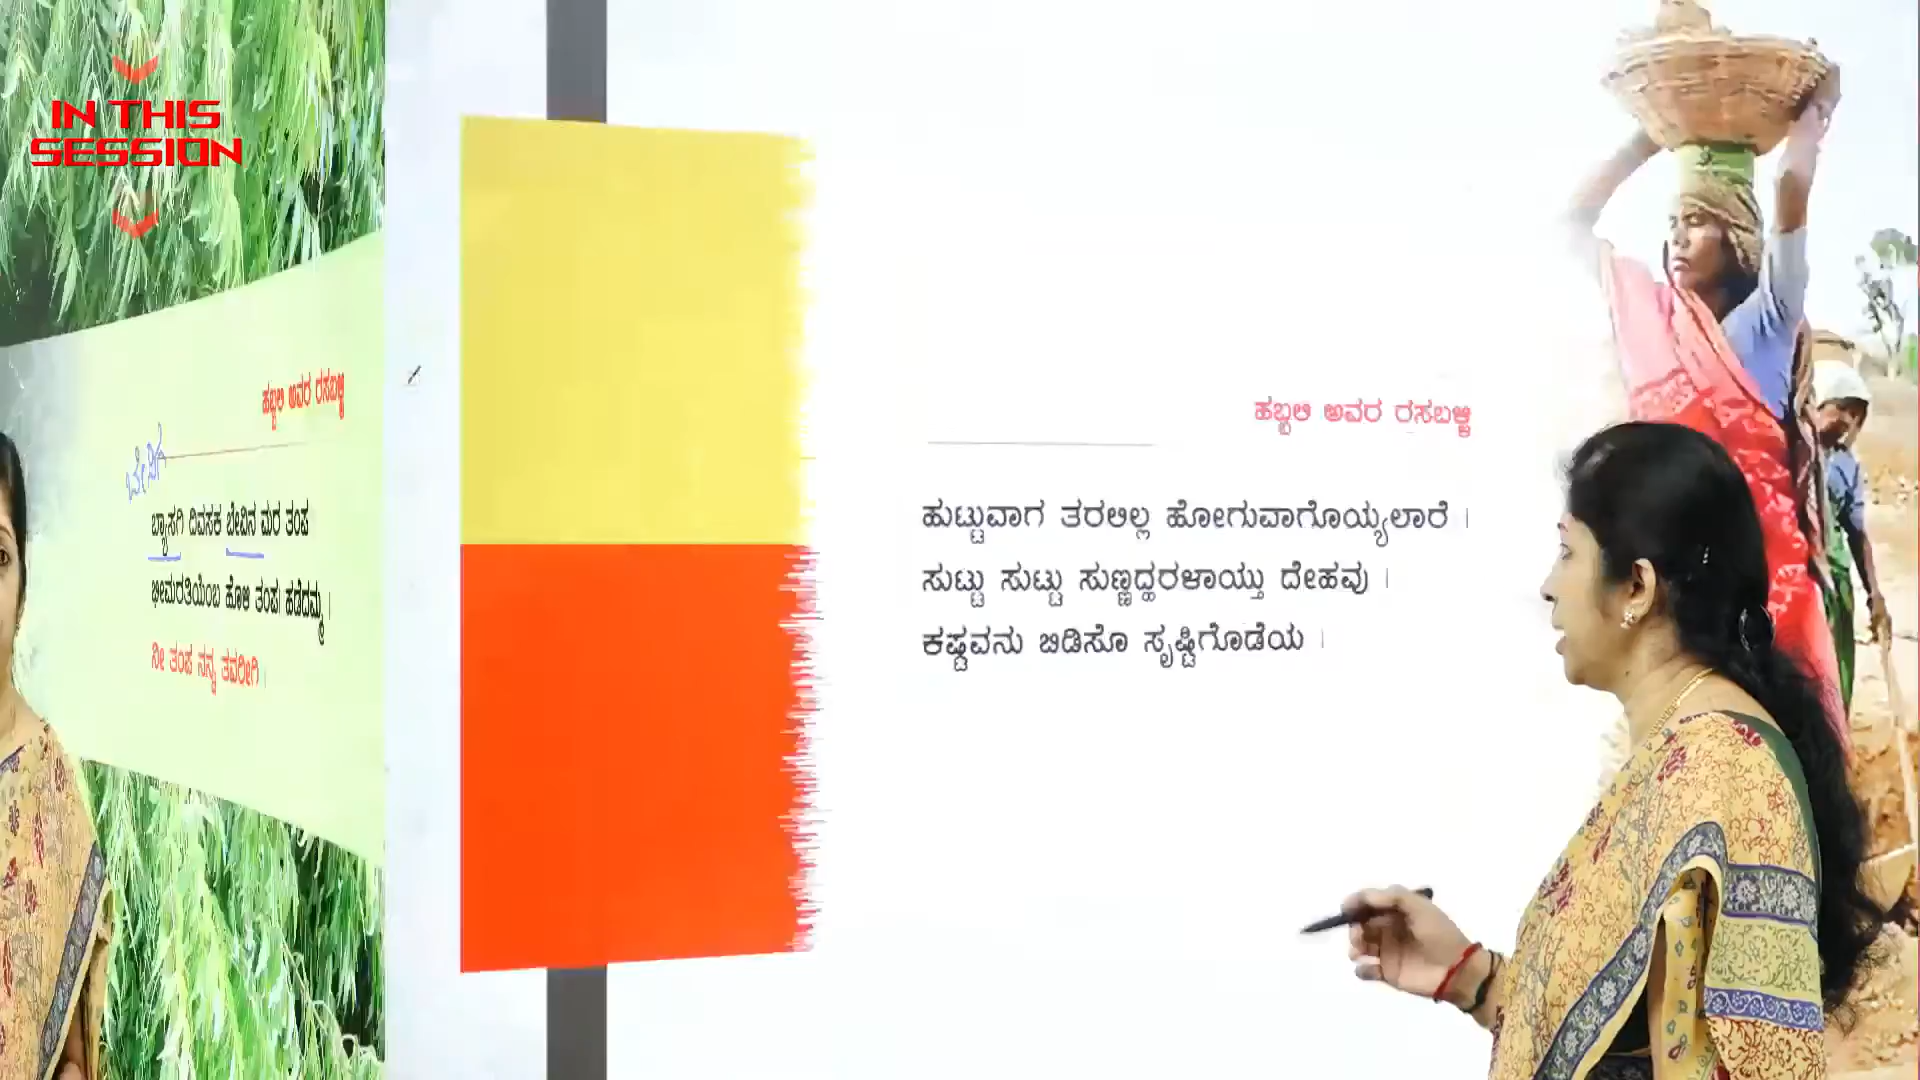 IN THIS
SESSION
ಹಬ್ಬಲಿ ಅವರ ರಸಬಳ್ಳಿ
ಬೇವಿಗೆ
ಬ್ಯಾಸಗಿ ದಿವಸಕ ಬೇವಿನ ಮರ ತಂಪ
ಭೀಮರತಿಯೆಂಬ ಹೊಳಿ ತಂಪ ಹಡೆದಮ್ಮ |
ನೀ ತಂಪ ನನ್ನ ತವರೀಗಿ |
ಹಬ್ಬಲಿ ಅವರ ರಸಬಳ್ಳಿ
ಹುಟ್ಟುವಾಗ ತರಲಿಲ್ಲ ಹೋಗುವಾಗೊಯ್ಯಲಾರೆ |
ಸುಟ್ಟು ಸುಟ್ಟು ಸುಣ್ಣದ್ಹರಳಾಯ್ತು ದೇಹವು |
ಕಷ್ಟವನು ಬಿಡಿಸೊ ಸೃಷ್ಟಿಗೊಡೆಯ |